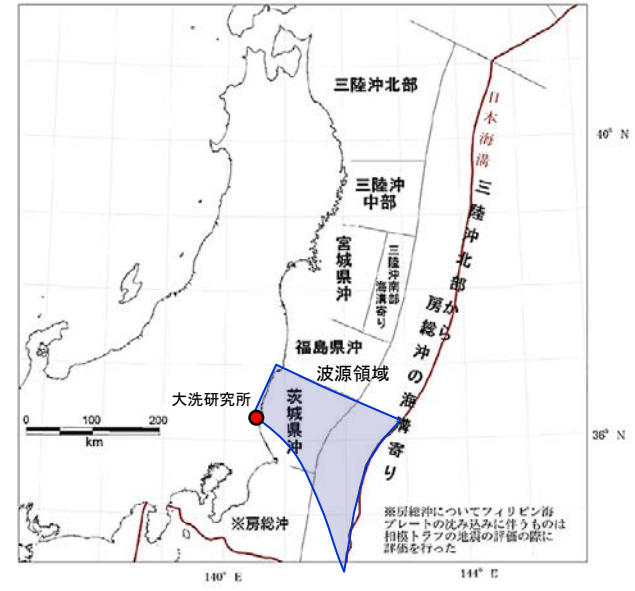 三陸沖北部
日本海溝
40° N
三陸沖
中部
三陸沖北部から
房総沖の海溝寄り
宮城県沖
三陸沖南部
海溝寄り
福島県沖
波源領域
大洗研究所
茨城県沖
0 100 200
km
36° N
※房総沖
※房総沖についてフィリピン海
プレートの沈み込みに伴うものは
相模トラフの地震の評価の際に
評価を行った
140° E
144° E